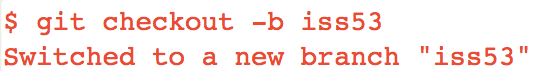 $ git checkout -b iss53
Switched to a new branch "iss53"